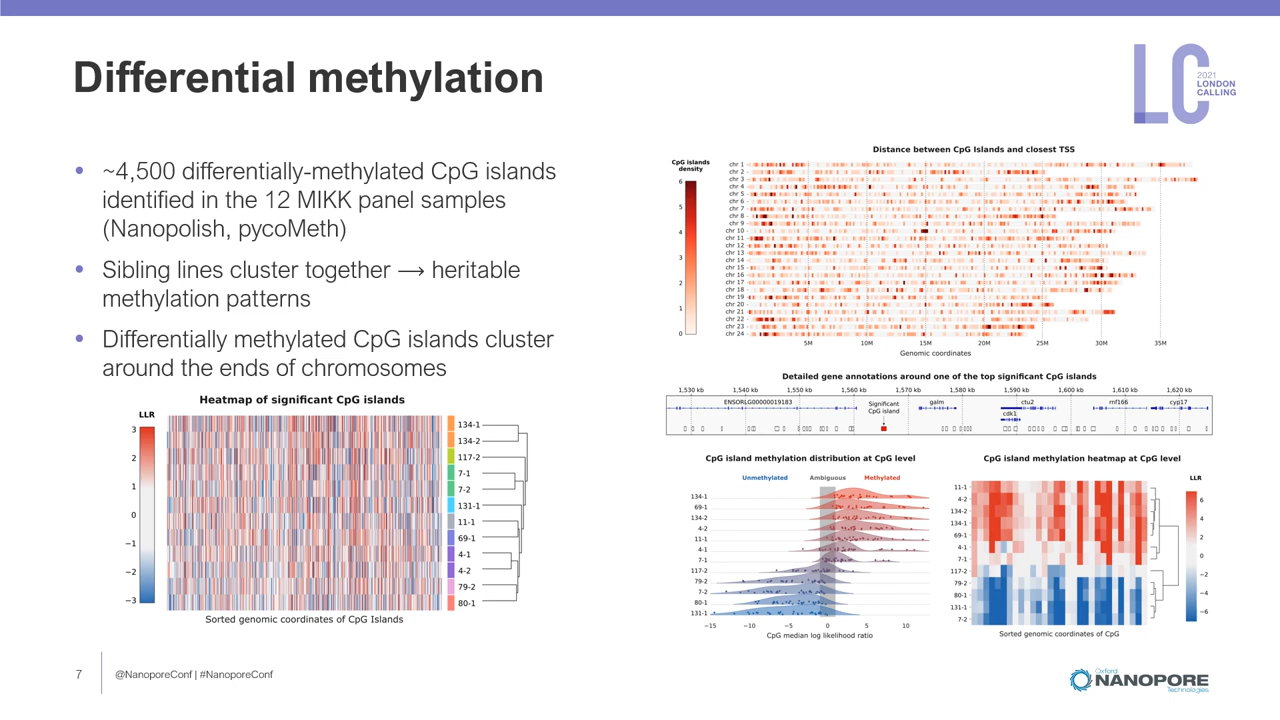 Differential methylation
LC
2021
LONDON
CALLING
• ~4,500 differentially-methylated CpG islands
identified in the 12 MIKK panel samples
(Nanopolish, pycoMeth)
• Sibling lines cluster together → heritable
methylation patterns
• Differentially methylated CpG islands cluster
around the ends of chromosomes
Heatmap of significant CpG islands
LLR
3
2
1
0
−1
−2
−3
134-1
134-2
117-2
7-1
7-2
131-1
11-1
69-1
4-1
4-2
79-2
80-1
Sorted genomic coordinates of CpG Islands
Distance between CpG Islands and closest TSS
CpG islands
density
6
5
4
3
2
1
0
chr 1
chr 2
chr 3
chr 4
chr 5
chr 6
chr 7
chr 8
chr 9
chr 10
chr 11
chr 12
chr 13
chr 14
chr 15
chr 16
chr 17
chr 18
chr 19
chr 20
chr 21
chr 22
chr 23
chr 24
5M 10M 15M 20M 25M 30M 35M
Genomic coordinates
Detailed gene annotations around one of the top significant CpG islands
1,530 kb 1,540 kb 1,550 kb 1,560 kb 1,570 kb 1,580 kb 1,590 kb 1,600 kb 1,610 kb 1,620 kb
ENSORLG00000019183 Significant galm ctu2 rnf166 cyp17
CpG island cdk1
CpG island methylation distribution at CpG level
Unmethylated Ambiguous Methylated
134-1
69-1
134-2
4-2
11-1
4-1
7-1
117-2
79-2
7-2
80-1
131-1
−15 −10 −5 0 5 10
CpG median log likelihood ratio
CpG island methylation heatmap at CpG level
LLR
11-1
4-2
134-2
134-1
69-1
4-1
7-1
117-2
79-2
80-1
131-1
7-2
6
4
2
0
−2
−4
−6
Sorted genomic coordinates of CpG
7
@NanoporeConf | #NanoporeConf
Oxford
NANOPORE
Technologies